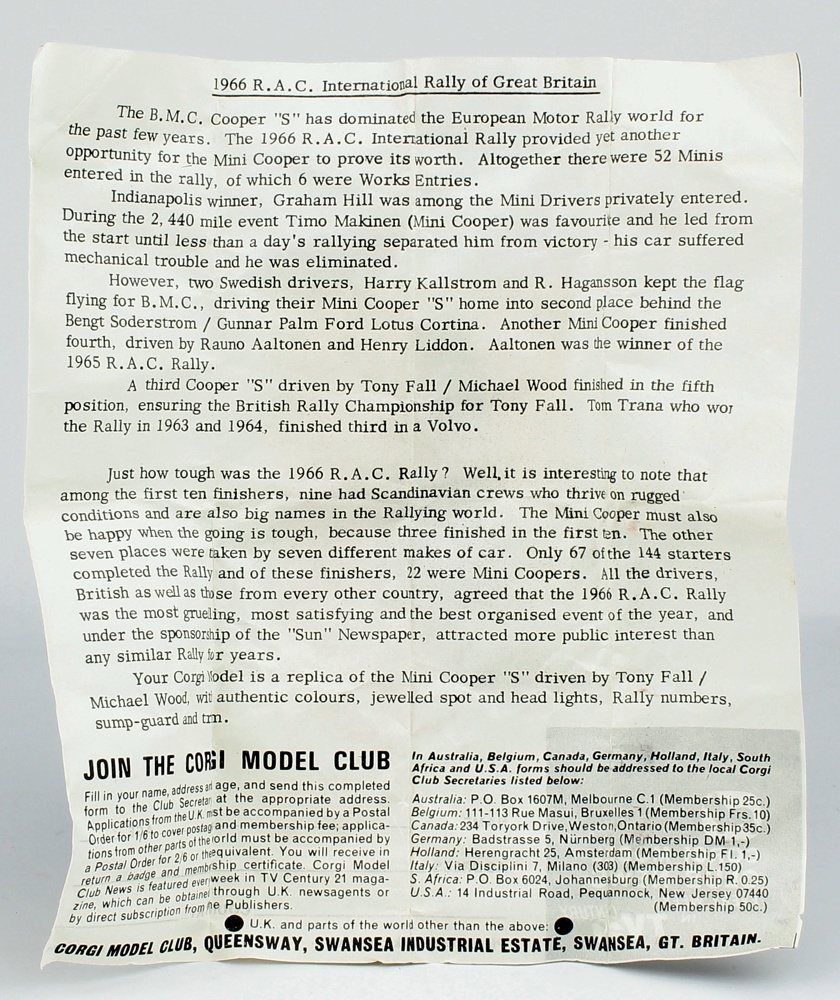 1966 R.A.C. International Rally of Great Britain
The B.M.C. Cooper "S" has dominated the European Motor Rally world for
the past few years. The 1966 R.A.C. International Rally provided yet another
opportunity for the Mini Cooper to prove its worth. Altogether there were 52 Minis
entered in the rally, of which 6 were Works Entries.
Indianapolis winner, Graham Hill was among the Mini Drivers privately entered.
During the 2,440 mile event Timo Makinen (Mini Cooper) was favourite and he led from
the start until less than a day's rallying separated him from victory - his car suffered
mechanical trouble and he was eliminated.
However, two Swedish drivers, Harry Kallstrom and R. Hagansson kept the flag
flying for B.M.C., driving their Mini Cooper "S" home into second place behind the
Bengt Soderstrom / Gunnar Palm Ford Lotus Cortina. Another Mini Cooper finished
fourth, driven by Rauno Aaltonen and Henry Liddon. Aaltonen was the winner of the
1965 R.A.C. Rally.
A third Cooper "S" driven by Tony Fall / Michael Wood finished in the fifth
position, ensuring the British Rally Championship for Tony Fall. Tom Trana who won
the Rally in 1963 and 1964, finished third in a Volvo.
Just how tough was the 1966 R.A.C. Rally? Well, it is interesting to note that
among the first ten finishers, nine had Scandinavian crews who thrive on rugged
conditions and are also big names in the Rallying world. The Mini Cooper must also
be happy when the going is tough, because three finished in the first ten. The other
seven places were taken by seven different makes of car. Only 67 of the 144 starters
completed the Rally and of these finishers, 22 were Mini Coopers. All the drivers,
British as well as those from every other country, agreed that the 1966 R.A.C. Rally
was the most gruelling, most satisfying and the best organised event of the year, and
under the sponsorship of the "Sun" Newspaper, attracted more public interest than
any similar Rally for years.
Your Corgi Model is a replica of the Mini Cooper "S" driven by Tony Fall /
Michael Wood, with authentic colours, jewelled spot and head lights, Rally numbers,
sump-guard and trim.
JOIN THE CORGI MODEL CLUB
Fill in your name, address and age, and send this completed
form to the Club Secretary at the appropriate address.
Applications from the U.K. must be accompanied by a Postal
Order for 1/6 to cover postage and membership fee; applica-
tions from other parts of the world must be accompanied by
a Postal Order for 2/6 or the equivalent. You will receive in
return a badge and membership certificate. Corgi Model
Club News is featured every week in TV Century 21 maga-
zine, which can be obtained through U.K. newsagents or
by direct subscription from the Publishers.
In Australia, Belgium, Canada, Germany, Holland, Italy, South
Africa and U.S.A. forms should be addressed to the local Corgi
Club Secretaries listed below:
Australia: P.O. Box 1607M, Melbourne C.1 (Membership 25c.)
Belgium: 111-113 Rue Masui, Bruxelles 1 (Membership Frs. 10)
Canada: 234 Toryork Drive, Weston, Ontario (Membership 35c.)
Germany: Badstrasse 5, Nürnberg (Membership DM 1,-)
Holland: Herengracht 25, Amsterdam (Membership Fl. 1,-)
Italy: Via Disciplini 7, Milano (303) (Membership L.150)
S. Africa: P.O. Box 6024, Johannesburg (Membership R. 0.25)
U.S.A.: 14 Industrial Road, Pequannock, New Jersey 07440
(Membership 50c.)
U.K. and parts of the world other than the above:
CORGI MODEL CLUB, QUEENSWAY, SWANSEA INDUSTRIAL ESTATE, SWANSEA, GT. BRITAIN.